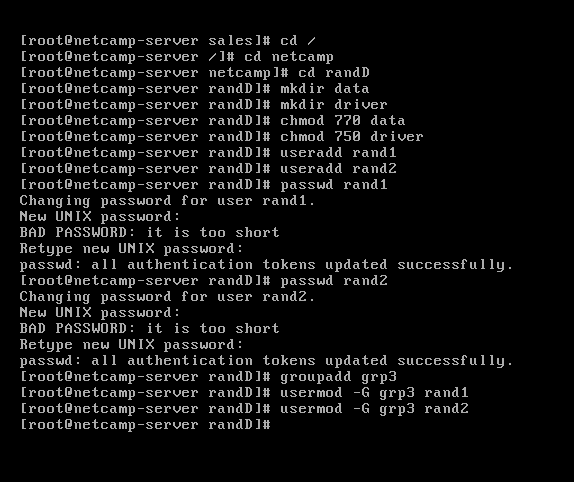 [root@netcamp-server sales]# cd /
[root@netcamp-server /]# cd netcamp
[root@netcamp-server netcamp]# cd randD
[root@netcamp-server randD]# mkdir data
[root@netcamp-server randD]# mkdir driver
[root@netcamp-server randD]# chmod 770 data
[root@netcamp-server randD]# chmod 750 driver
[root@netcamp-server randD]# useradd rand1
[root@netcamp-server randD]# useradd rand2
[root@netcamp-server randD]# passwd rand1
Changing password for user rand1.
New UNIX password:
BAD PASSWORD: it is too short
Retype new UNIX password:
passwd: all authentication tokens updated successfully.
[root@netcamp-server randD]# passwd rand2
Changing password for user rand2.
New UNIX password:
BAD PASSWORD: it is too short
Retype new UNIX password:
passwd: all authentication tokens updated successfully.
[root@netcamp-server randD]# groupadd grp3
[root@netcamp-server randD]# usermod -G grp3 rand1
[root@netcamp-server randD]# usermod -G grp3 rand2
[root@netcamp-server randD]#